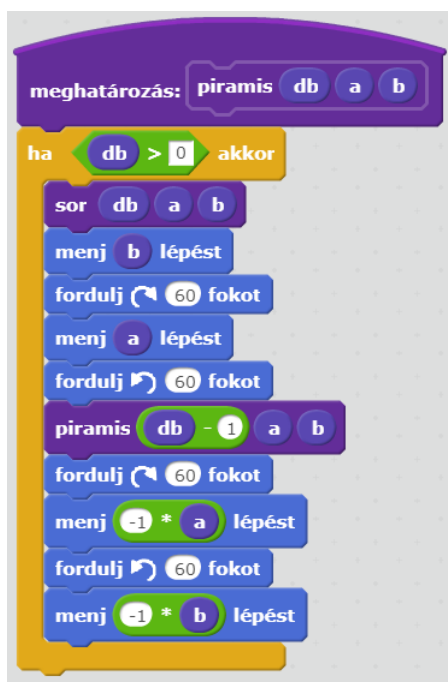 meghatározás: piramis db a b
ha db > 0 akkor
sor db a b
menj b lépést
fordulj 60 fokot
menj a lépést
fordulj 60 fokot
piramis db - 1 a b
fordulj 60 fokot
menj -1 * a lépést
fordulj 60 fokot
menj -1 * b lépést